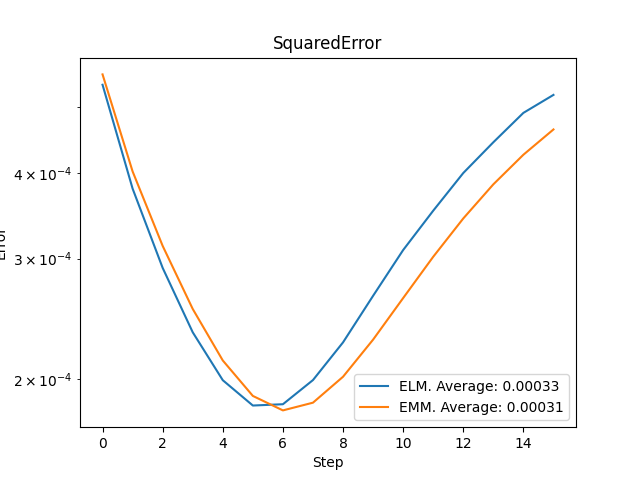 SquaredError
4 × 10⁻⁴
3 × 10⁻⁴
2 × 10⁻⁴
Error
0 2 4 6 8 10 12 14
Step
ELM. Average: 0.00033
EMM. Average: 0.00031